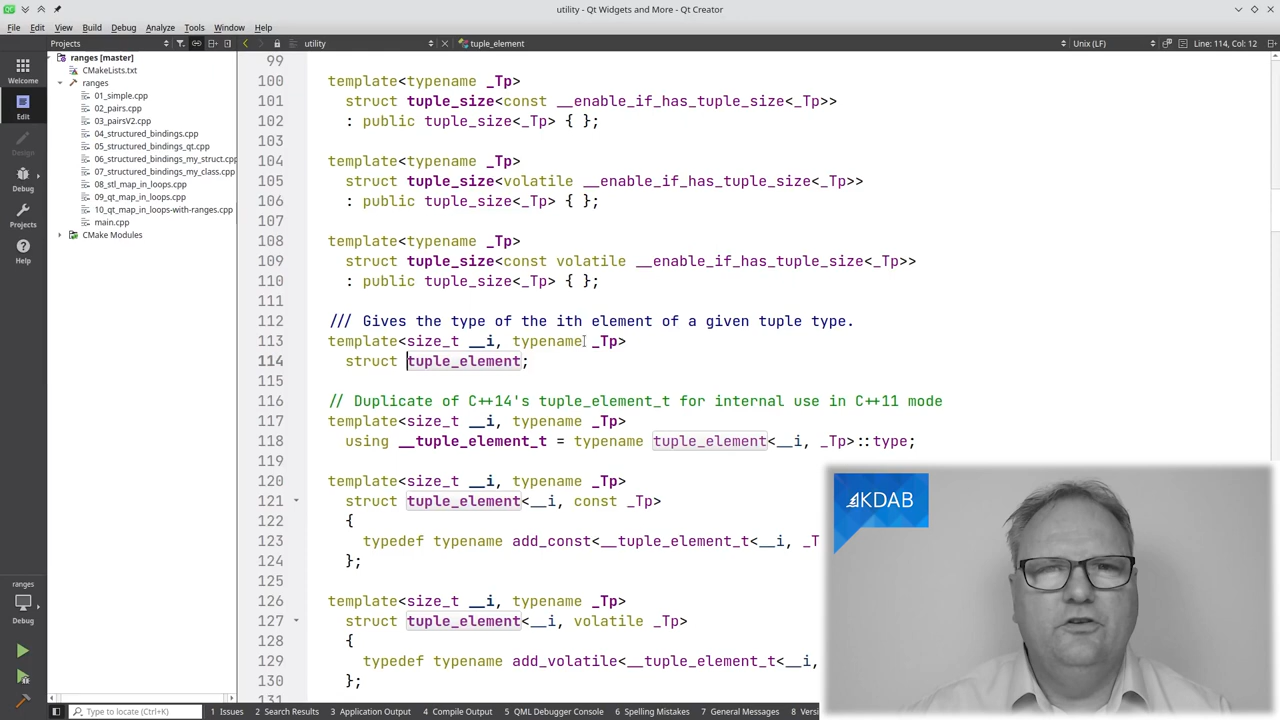 utility - Qt Widgets and More - Qt Creator
File Edit View Build Debug Analyze Tools Window Help
Projects
utility
tuple_element
Unix (LF)
Line: 114, Col: 12
Welcome
Edit
Design
Debug
Projects
Help
ranges
Debug
ranges [master]
CMakeLists.txt
ranges
01_simple.cpp
02_pairs.cpp
03_pairsV2.cpp
04_structured_bindings.cpp
05_structured_bindings_qt.cpp
06_structured_bindings_my_struct.cpp
07_structured_bindings_my_class.cpp
08_stl_map_in_loops.cpp
09_qt_map_in_loops.cpp
10_qt_map_in_loops-with-ranges.cpp
main.cpp
CMake Modules
99
100 template<typename _Tp>
101 struct tuple_size<const __enable_if_has_tuple_size<_Tp>>
102 : public tuple_size<_Tp> { };
103
104 template<typename _Tp>
105 struct tuple_size<volatile __enable_if_has_tuple_size<_Tp>>
106 : public tuple_size<_Tp> { };
107
108 template<typename _Tp>
109 struct tuple_size<const volatile __enable_if_has_tuple_size<_Tp>>
110 : public tuple_size<_Tp> { };
111
112 /// Gives the type of the ith element of a given tuple type.
113 template<size_t __i, typename _Tp>
114 struct tuple_element;
115
116 // Duplicate of C++14's tuple_element_t for internal use in C++11 mode
117 template<size_t __i, typename _Tp>
118 using __tuple_element_t = typename tuple_element<__i, _Tp>::type;
119
120 template<size_t __i, typename _Tp>
121 struct tuple_element<__i, const _Tp>
122 {
123 typedef typename add_const<__tuple_element_t<__i, _T
124 };
125
126 template<size_t __i, typename _Tp>
127 struct tuple_element<__i, volatile _Tp>
128 {
129 typedef typename add_volatile<__tuple_element_t<__i,
130 };
131
KDAB
Type to locate (Ctrl+K)
1 Issues 2 Search Results 3 Application Output 4 Compile Output 5 QML Debugger Console 6 Spelling Mistakes 7 General Messages 8 Versi